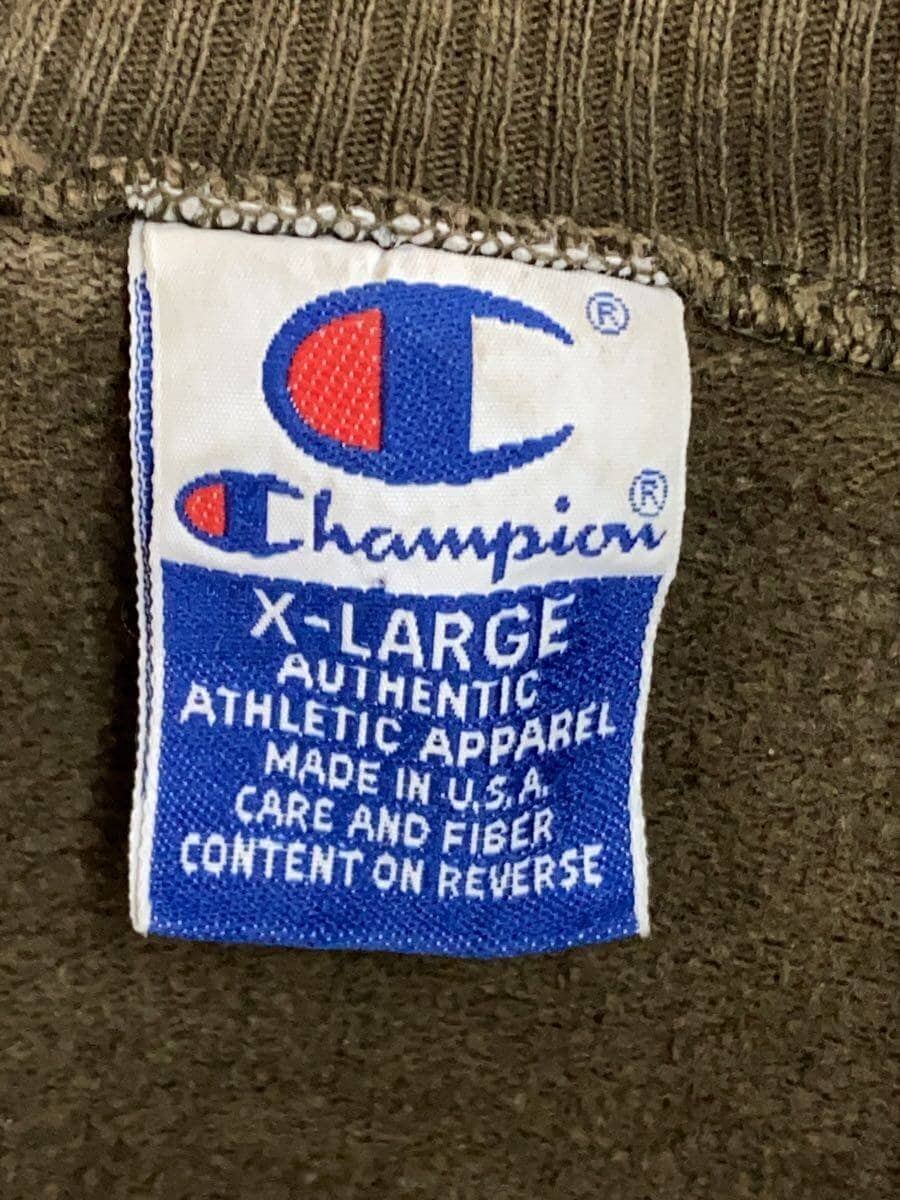 ®
Champion®
X-LARGE
AUTHENTIC
ATHLETIC APPAREL
MADE IN U.S.A.
CARE AND FIBER
CONTENT ON REVERSE